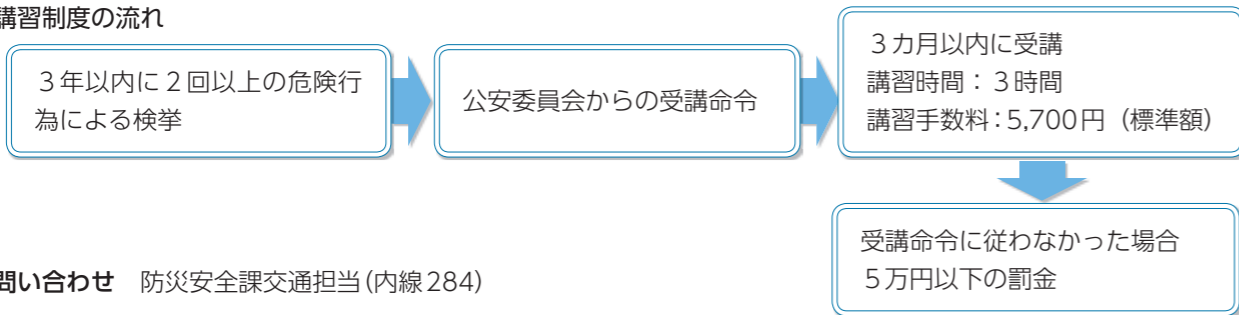 講習制度の流れ
３年以内に２回以上の危険行
為による検挙
公安委員会からの受講命令
３カ月以内に受講
講習時間：３時間
講習手数料：5,700円（標準額）
受講命令に従わなかった場合
５万円以下の罰金
問い合わせ　防災安全課交通担当（内線284）